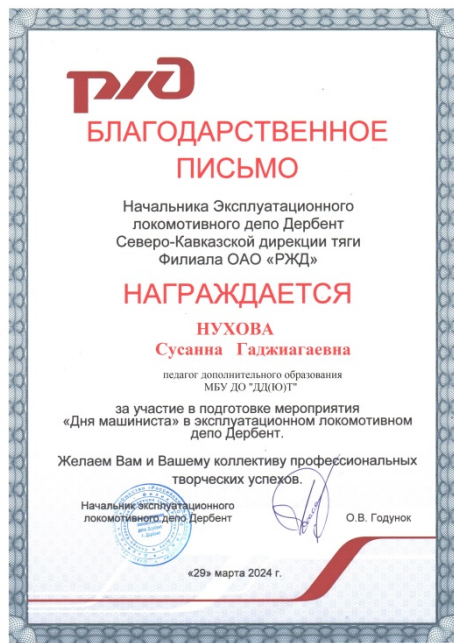 РЖД
БЛАГОДАРСТВЕННОЕ
ПИСЬМО
Начальника Эксплуатационного
локомотивного депо Дербент
Северо-Кавказской дирекции тяги
Филиала ОАО «РЖД»
НАГРАЖДАЕТСЯ
НУХОВА
Сусанна Гаджиагаевна
педагог дополнительного образования
МБУ ДО "ДД(Ю)Т"
за участие в подготовке мероприятия
«Дня машиниста» в эксплуатационном локомотивном
депо Дербент.
Желаем Вам и Вашему коллективу профессиональных
творческих успехов.
Начальник эксплуатационного
локомотивного депо Дербент
О.В. Годунок
«29» марта 2024 г.